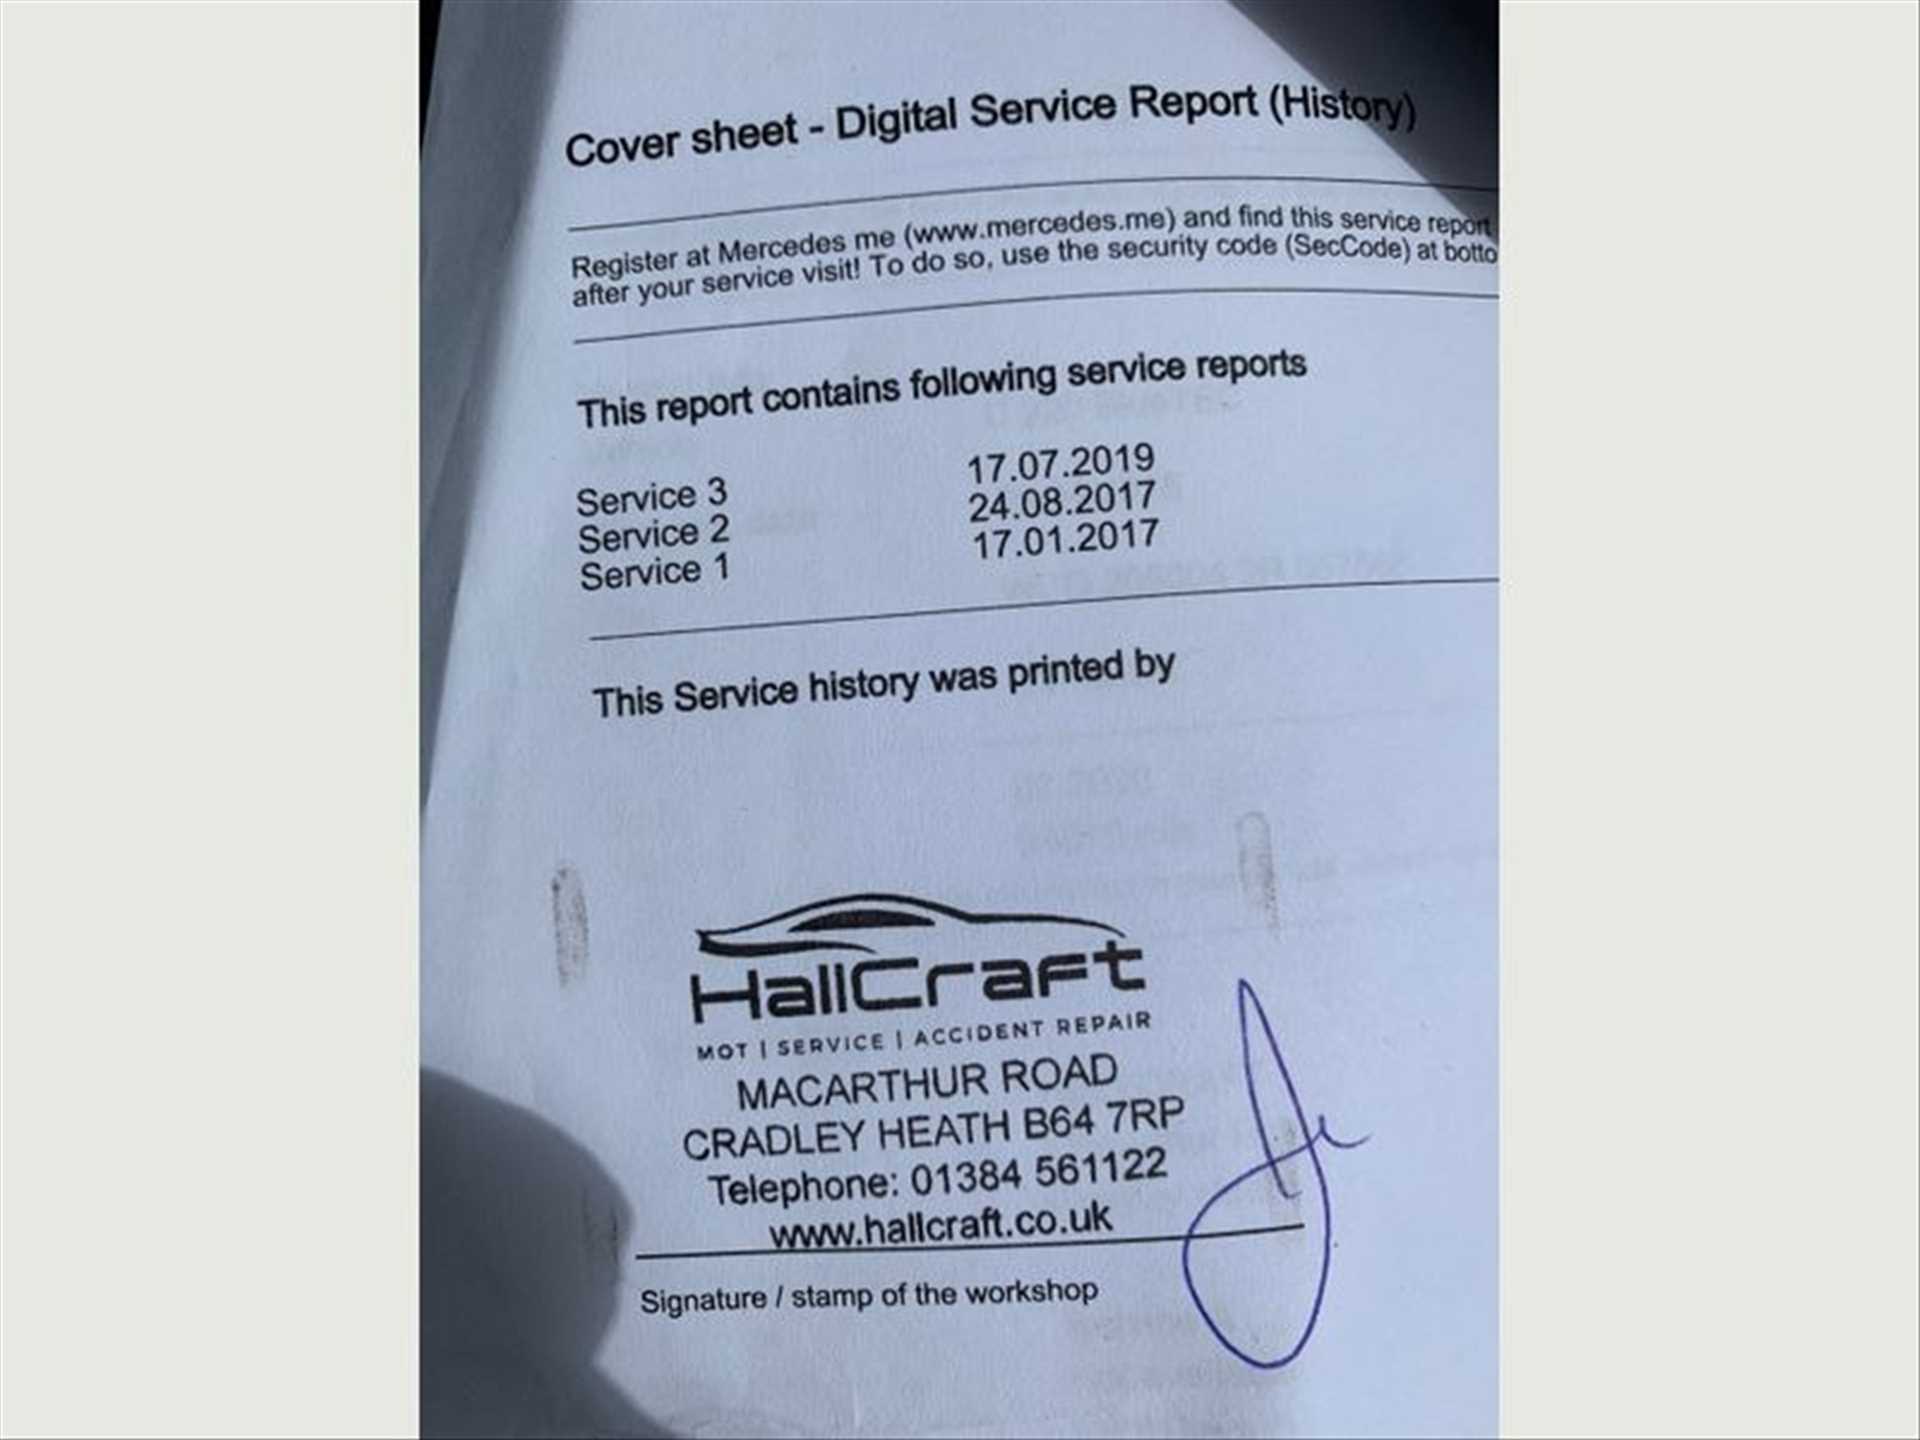 Cover sheet - Digital Service Report (History)
Register at Mercedes me (www.mercedes.me) and find this service report
after your service visit! To do so, use the security code (SecCode) at botto
This report contains following service reports
Service 3 17.07.2019
Service 2 24.08.2017
Service 1 17.01.2017
This Service history was printed by
HallCraft
MOT | SERVICE | ACCIDENT REPAIR
MACARTHUR ROAD
CRADLEY HEATH B64 7RP
Telephone: 01384 561122
www.hallcraft.co.uk
Signature / stamp of the workshop